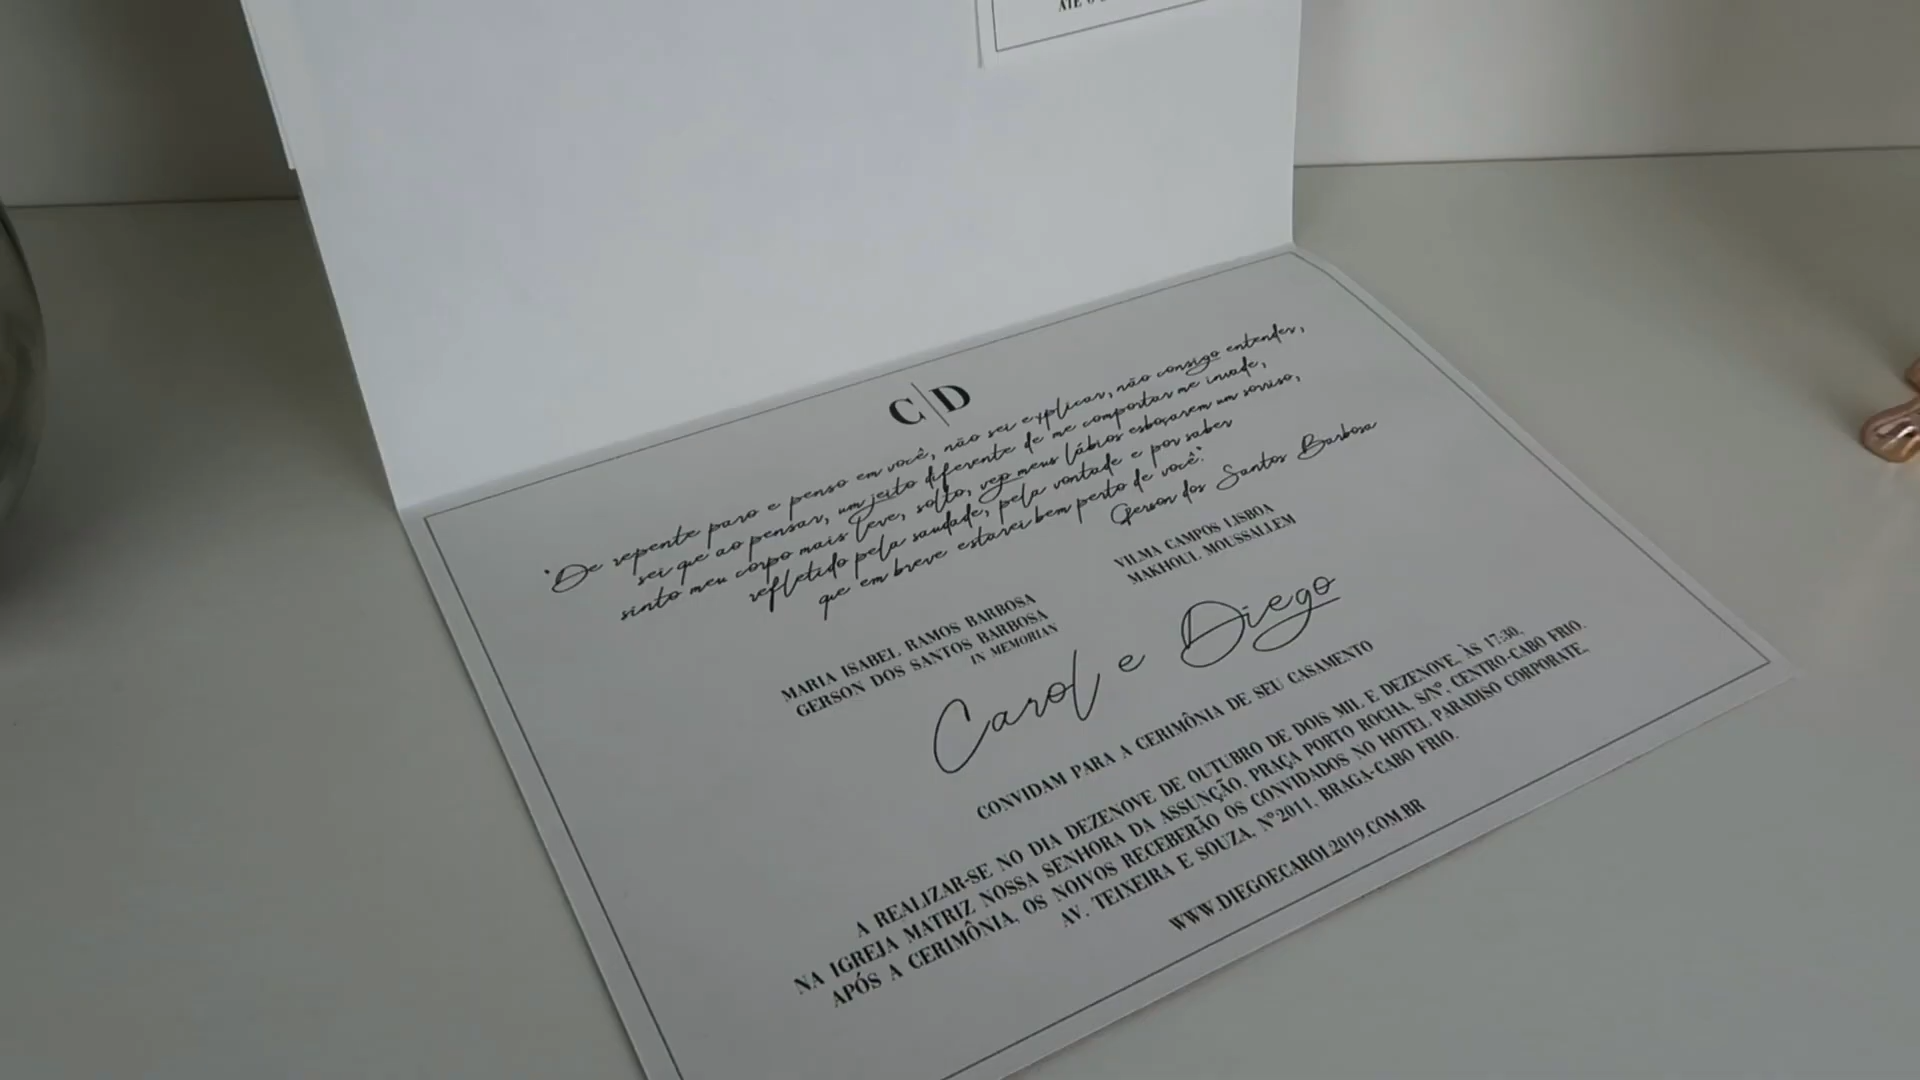 ATÉ O
C|D
"De repente paro e penso em você, não sei explicar, não consigo entender,
sei que ao pensar, um jeito diferente de me comportar me invade,
sinto meu corpo mais leve, solto, vejo meus lábios esboçarem um sorriso,
refletido pela saudade, pela vontade e por saber
que em breve estarei bem perto de você."
Gerson dos Santos Barbosa
MARIA ISABEL RAMOS BARBOSA
GERSON DOS SANTOS BARBOSA
IN MEMORIAN
VILMA CAMPOS LISBOA
MAKHOUL MOUSSALLEM
Carol e Diego
CONVIDAM PARA A CERIMÔNIA DE SEU CASAMENTO
A REALIZAR-SE NO DIA DEZENOVE DE OUTUBRO DE DOIS MIL E DEZENOVE, ÀS 17:30,
NA IGREJA MATRIZ NOSSA SENHORA DA ASSUNÇÃO, PRAÇA PORTO ROCHA, S/Nº, CENTRO-CABO FRIO.
APÓS A CERIMÔNIA, OS NOIVOS RECEBERÃO OS CONVIDADOS NO HOTEL PARADISO CORPORATE,
AV. TEIXEIRA E SOUZA, Nº2011, BRAGA-CABO FRIO.
WWW.DIEGOECAROL2019.COM.BR